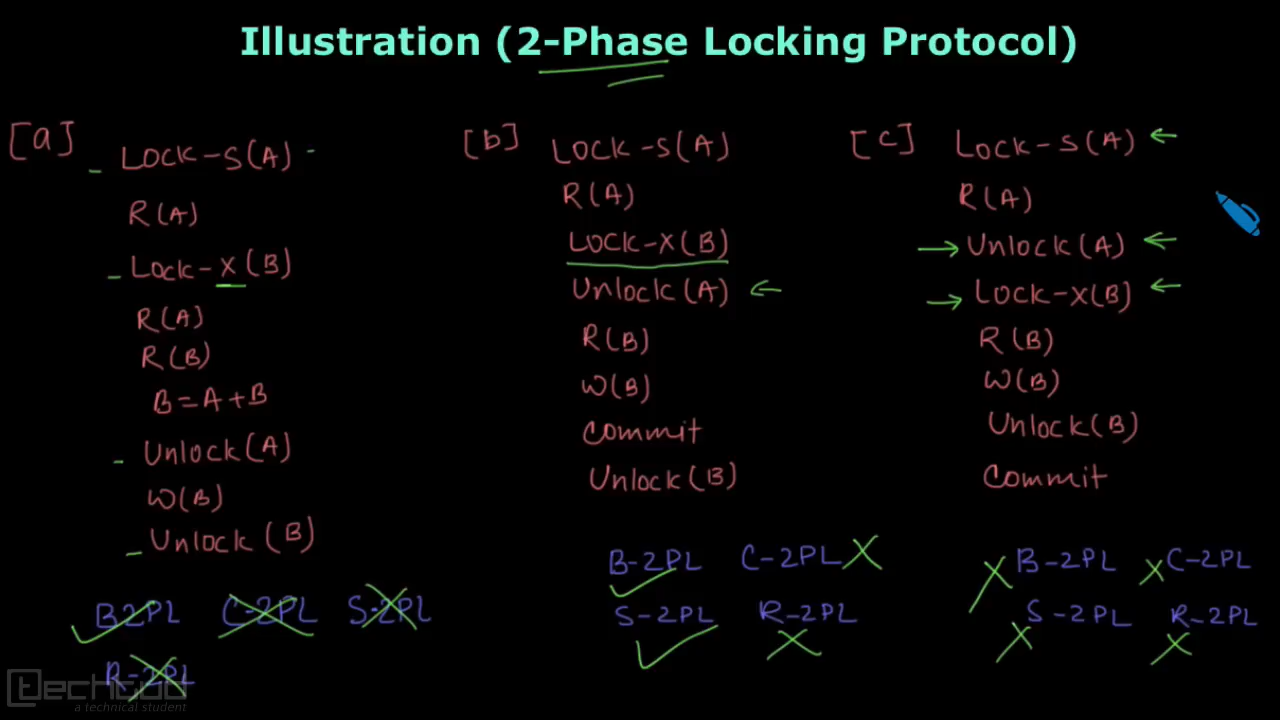 Illustration (2-Phase Locking Protocol)
[a]
Lock-S(A)
R(A)
Lock-X(B)
R(A)
R(B)
B=A+B
Unlock(A)
W(B)
Unlock(B)
B2PL C-2PL S-2PL
R-2PL
[b]
Lock-S(A)
R(A)
Lock-X(B)
Unlock(A)
R(B)
W(B)
Commit
Unlock(B)
B-2PL C-2PL
S-2PL R-2PL
[c]
Lock-S(A)
R(A)
Unlock(A)
Lock-X(B)
R(B)
W(B)
Unlock(B)
Commit
B-2PL C-2PL
S-2PL R-2PL
a technical student